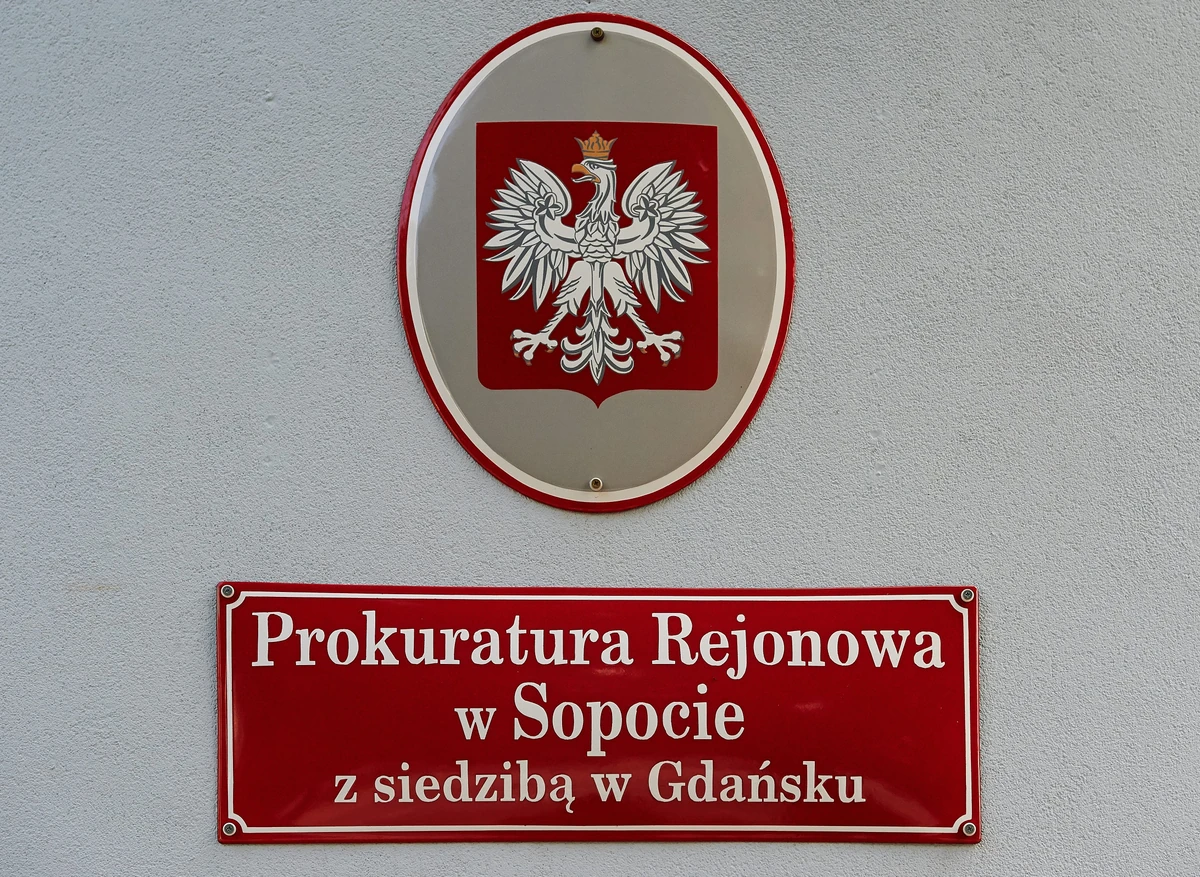 Prokuratura Rejonowa
w Sopocie
z siedzibą w Gdańsku